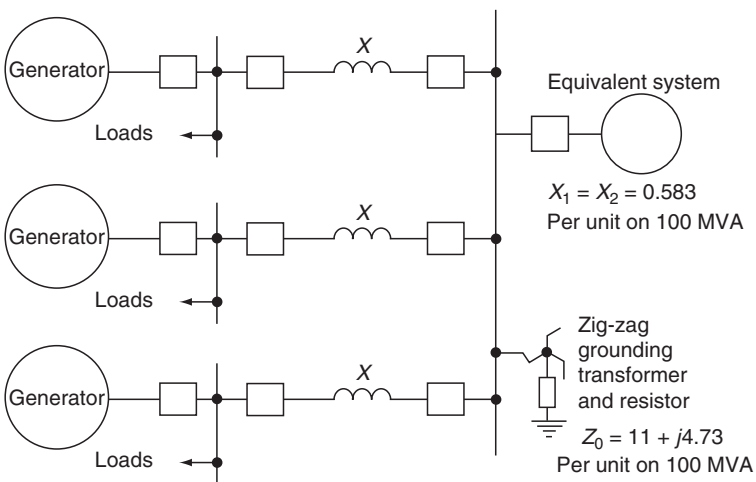 X
Generator
Loads
Equivalent system
X₁ = X₂ = 0.583
Per unit on 100 MVA
X
Generator
Loads
X
Generator
Loads
Zig-zag
grounding
transformer
and resistor
Z₀ = 11 + j4.73
Per unit on 100 MVA